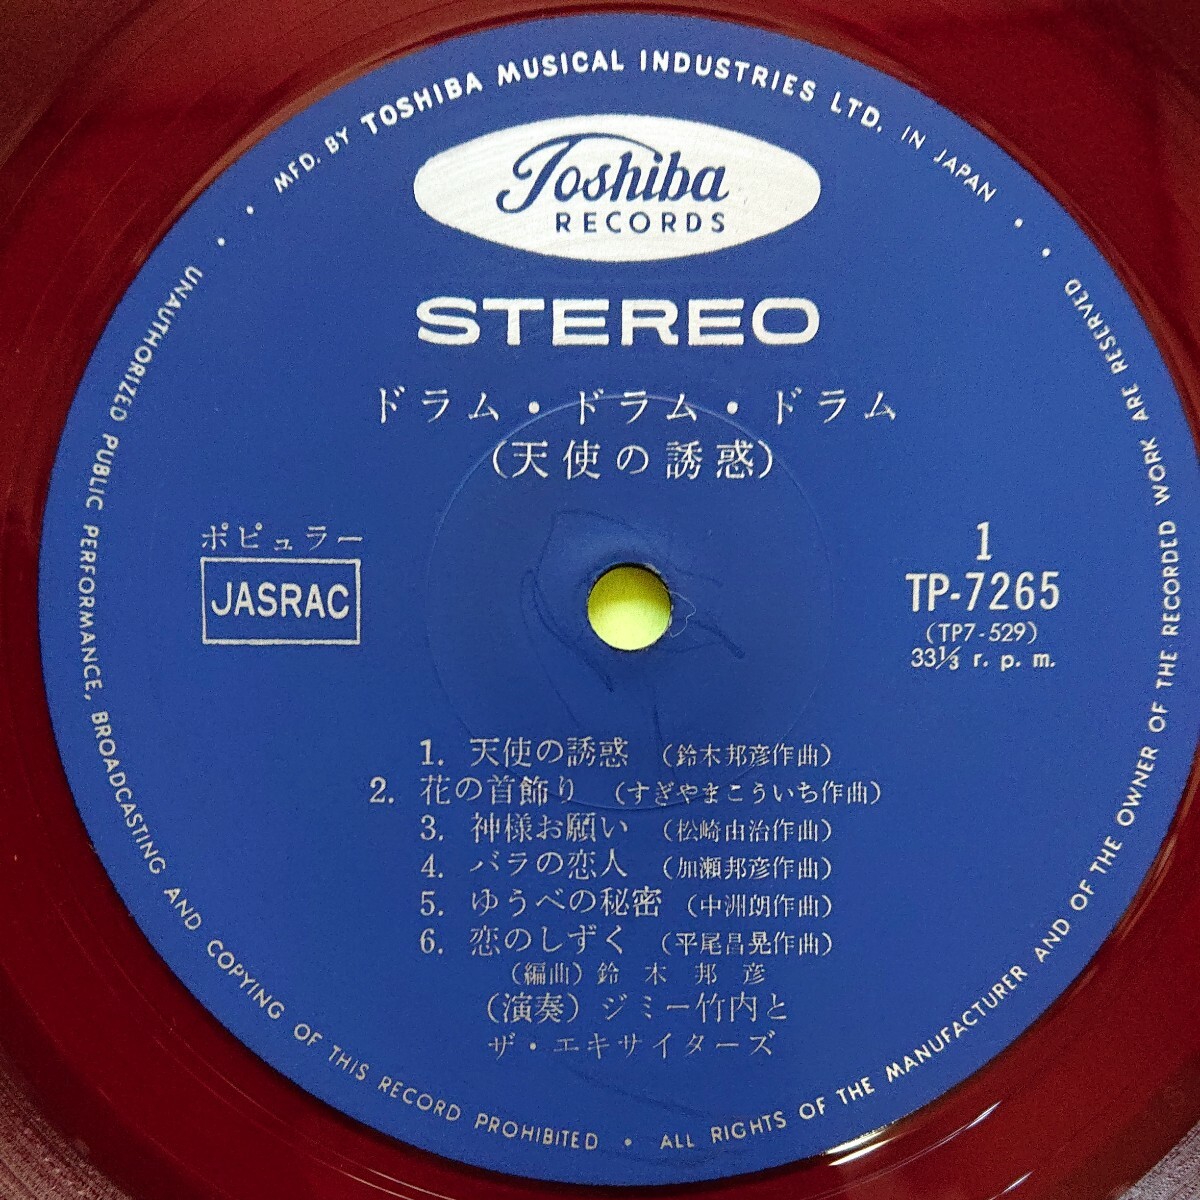 MFD. BY TOSHIBA MUSICAL INDUSTRIES LTD. IN JAPAN
Toshiba
RECORDS
STEREO
ドラム・ドラム・ドラム
(天使の誘惑)
ポピュラー
JASRAC
1
TP-7265
(TP7-529)
33⅓ r. p. m.
1. 天使の誘惑 (鈴木邦彦作曲)
2. 花の首飾り (すぎやまこういち作曲)
3. 神様お願い (松崎由治作曲)
4. バラの恋人 (加瀬邦彦作曲)
5. ゆうべの秘密 (中洲朗作曲)
6. 恋のしずく (平尾昌晃作曲)
(編曲) 鈴木邦彦
(演奏) ジミー竹内と
ザ・エキサイターズ
UNAUTHORIZED PUBLIC PERFORMANCE, BROADCASTING AND COPYING OF THIS RECORD PROHIBITED • ALL RIGHTS OF THE MANUFACTURER AND OF THE OWNER OF THE RECORDED WORK ARE RESERVED